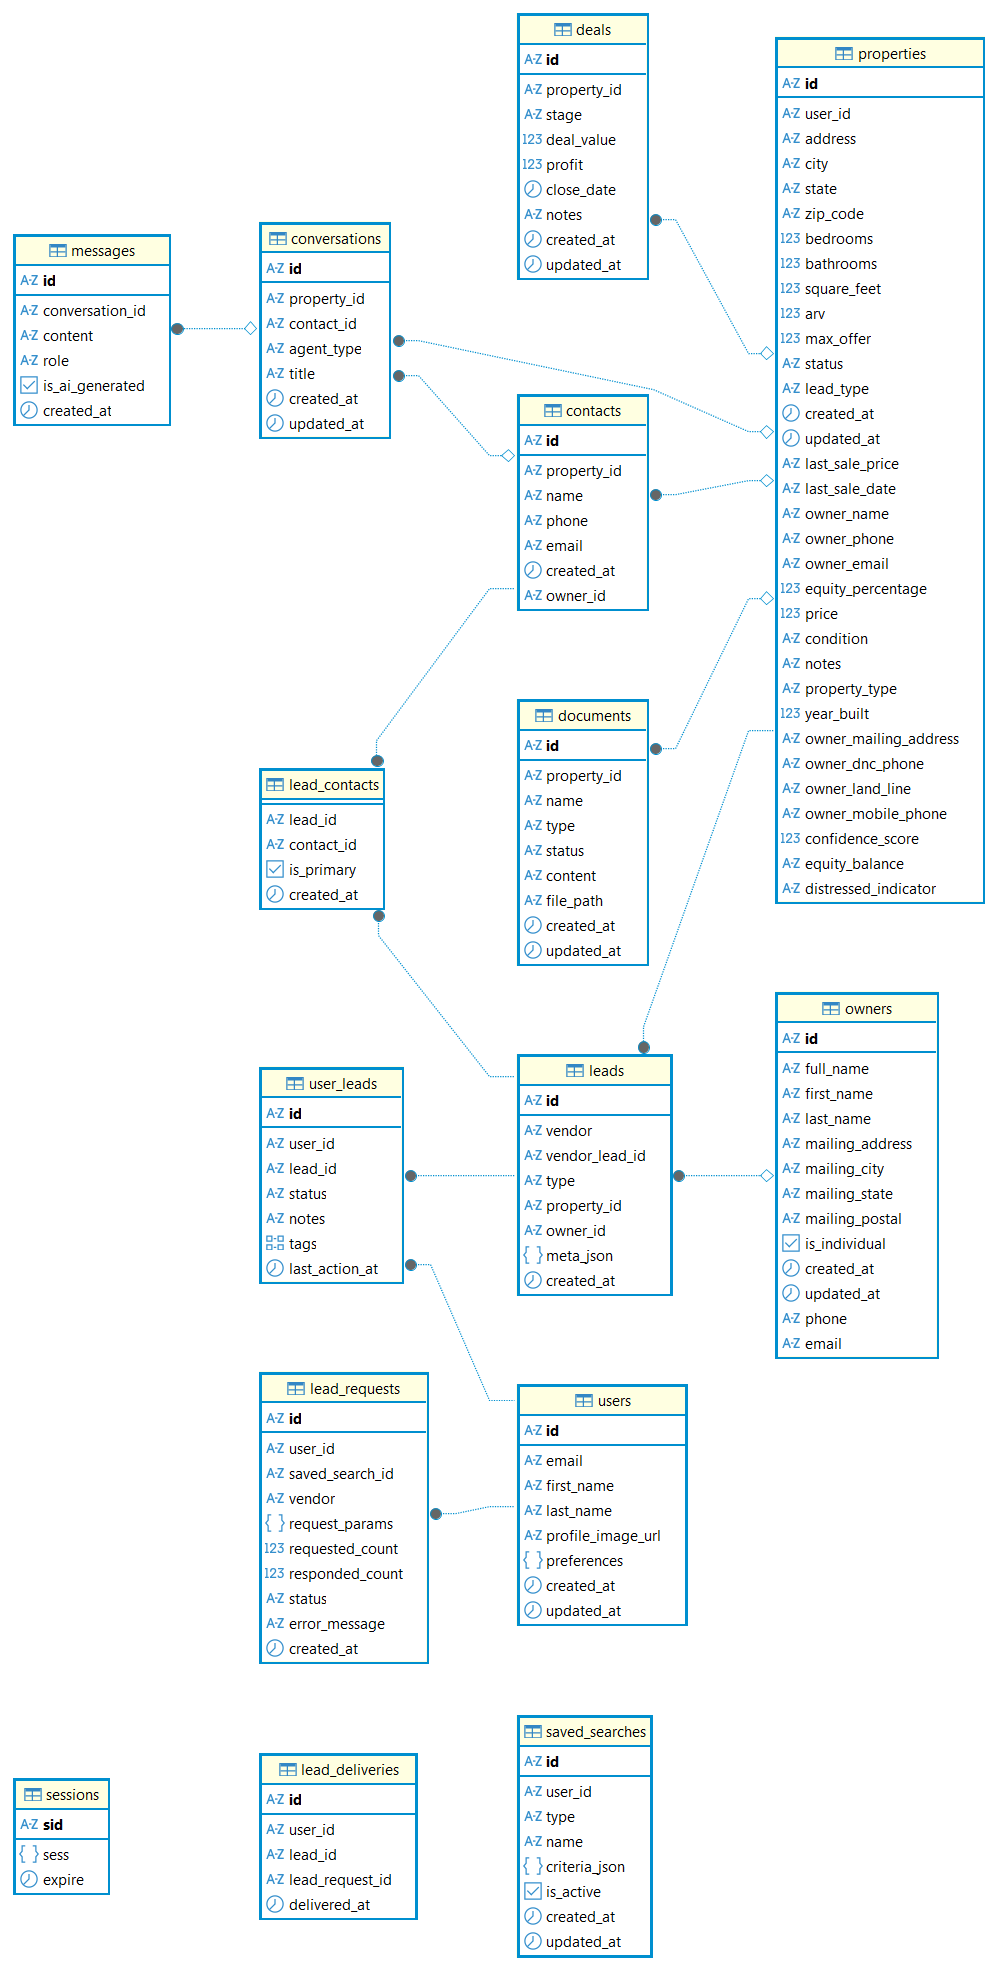 deals
A-Z id
A-Z property_id
A-Z stage
123 deal_value
123 profit
close_date
A-Z notes
created_at
updated_at
properties
A-Z id
A-Z user_id
A-Z address
A-Z city
A-Z state
A-Z zip_code
123 bedrooms
123 bathrooms
123 square_feet
123 arv
123 max_offer
A-Z status
A-Z lead_type
created_at
updated_at
A-Z last_sale_price
A-Z last_sale_date
A-Z owner_name
A-Z owner_phone
A-Z owner_email
123 equity_percentage
123 price
A-Z condition
A-Z notes
A-Z property_type
123 year_built
A-Z owner_mailing_address
A-Z owner_dnc_phone
A-Z owner_land_line
A-Z owner_mobile_phone
123 confidence_score
A-Z equity_balance
A-Z distressed_indicator
messages
A-Z id
A-Z conversation_id
A-Z content
A-Z role
is_ai_generated
created_at
conversations
A-Z id
A-Z property_id
A-Z contact_id
A-Z agent_type
A-Z title
created_at
updated_at
contacts
A-Z id
A-Z property_id
A-Z name
A-Z phone
A-Z email
created_at
A-Z owner_id
documents
A-Z id
A-Z property_id
A-Z name
A-Z type
A-Z status
A-Z content
A-Z file_path
created_at
updated_at
lead_contacts
A-Z lead_id
A-Z contact_id
is_primary
created_at
owners
A-Z id
A-Z full_name
A-Z first_name
A-Z last_name
A-Z mailing_address
A-Z mailing_city
A-Z mailing_state
A-Z mailing_postal
is_individual
created_at
updated_at
A-Z phone
A-Z email
leads
A-Z id
A-Z vendor
A-Z vendor_lead_id
A-Z type
A-Z property_id
A-Z owner_id
{ } meta_json
created_at
user_leads
A-Z id
A-Z user_id
A-Z lead_id
A-Z status
A-Z notes
tags
last_action_at
lead_requests
A-Z id
A-Z user_id
A-Z saved_search_id
A-Z vendor
{ } request_params
123 requested_count
123 responded_count
A-Z status
A-Z error_message
created_at
users
A-Z id
A-Z email
A-Z first_name
A-Z last_name
A-Z profile_image_url
{ } preferences
created_at
updated_at
saved_searches
A-Z id
A-Z user_id
A-Z type
A-Z name
{ } criteria_json
is_active
created_at
updated_at
lead_deliveries
A-Z id
A-Z user_id
A-Z lead_id
A-Z lead_request_id
delivered_at
sessions
A-Z sid
{ } sess
expire